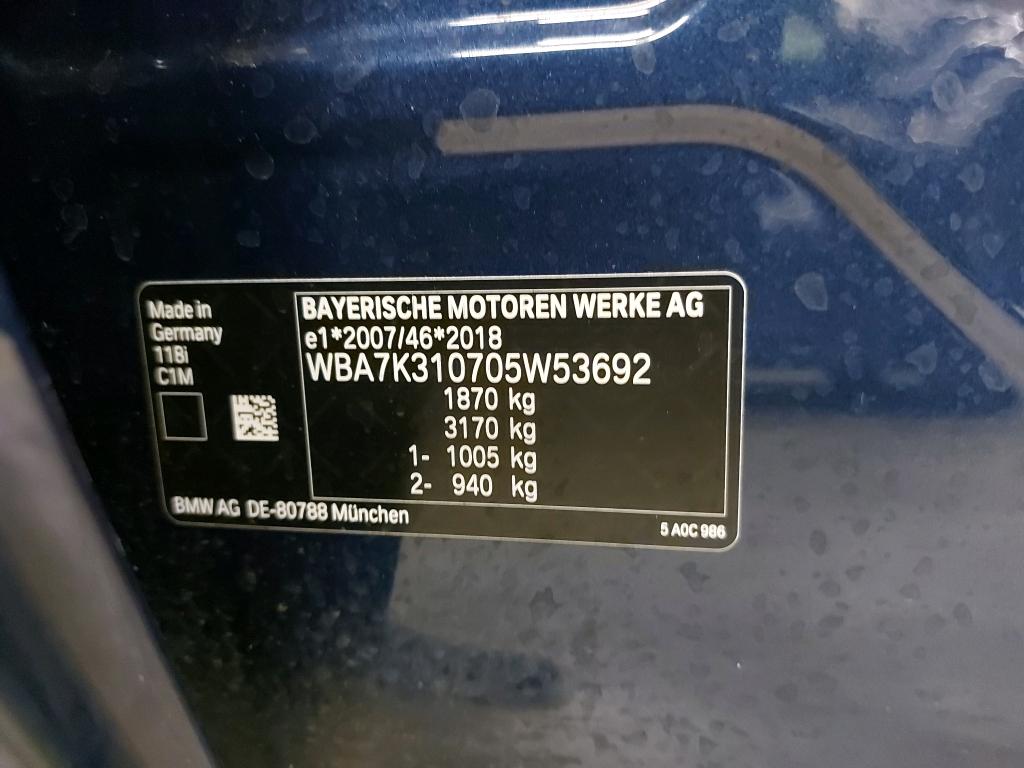 Made in
Germany
118i
C1M
BAYERISCHE MOTOREN WERKE AG
e1*2007/46*2018
WBA7K310705W53692
1870 kg
3170 kg
1- 1005 kg
2- 940 kg
BMW AG DE-80788 München
5 A0C 986